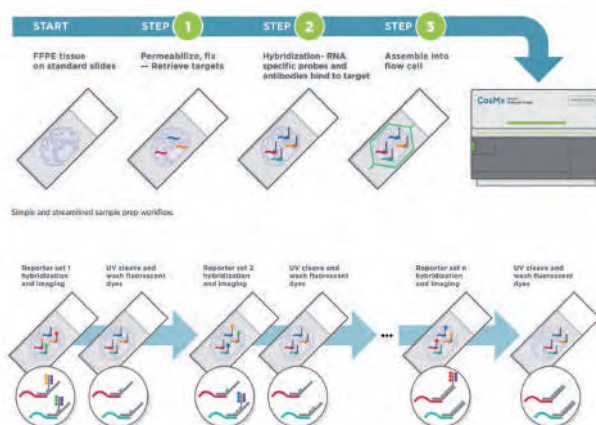 START
STEP 1
STEP 2
STEP 3
FFPE tissue
on standard slides
Permeabilize, fix
— Retrieve targets
Hybridization- RNA
specific probes and
antibodies bind to target
Assemble into
flow cell
CosMx
Simple and streamlined sample prep workflow.
Reporter set 1
hybridization
and imaging
UV cleave and
wash fluorescent
dyes
Reporter set 2
hybridization
and imaging
UV cleave and
wash fluorescent
dyes
...
Reporter set n
hybridization
and imaging
UV cleave and
wash fluorescent
dyes